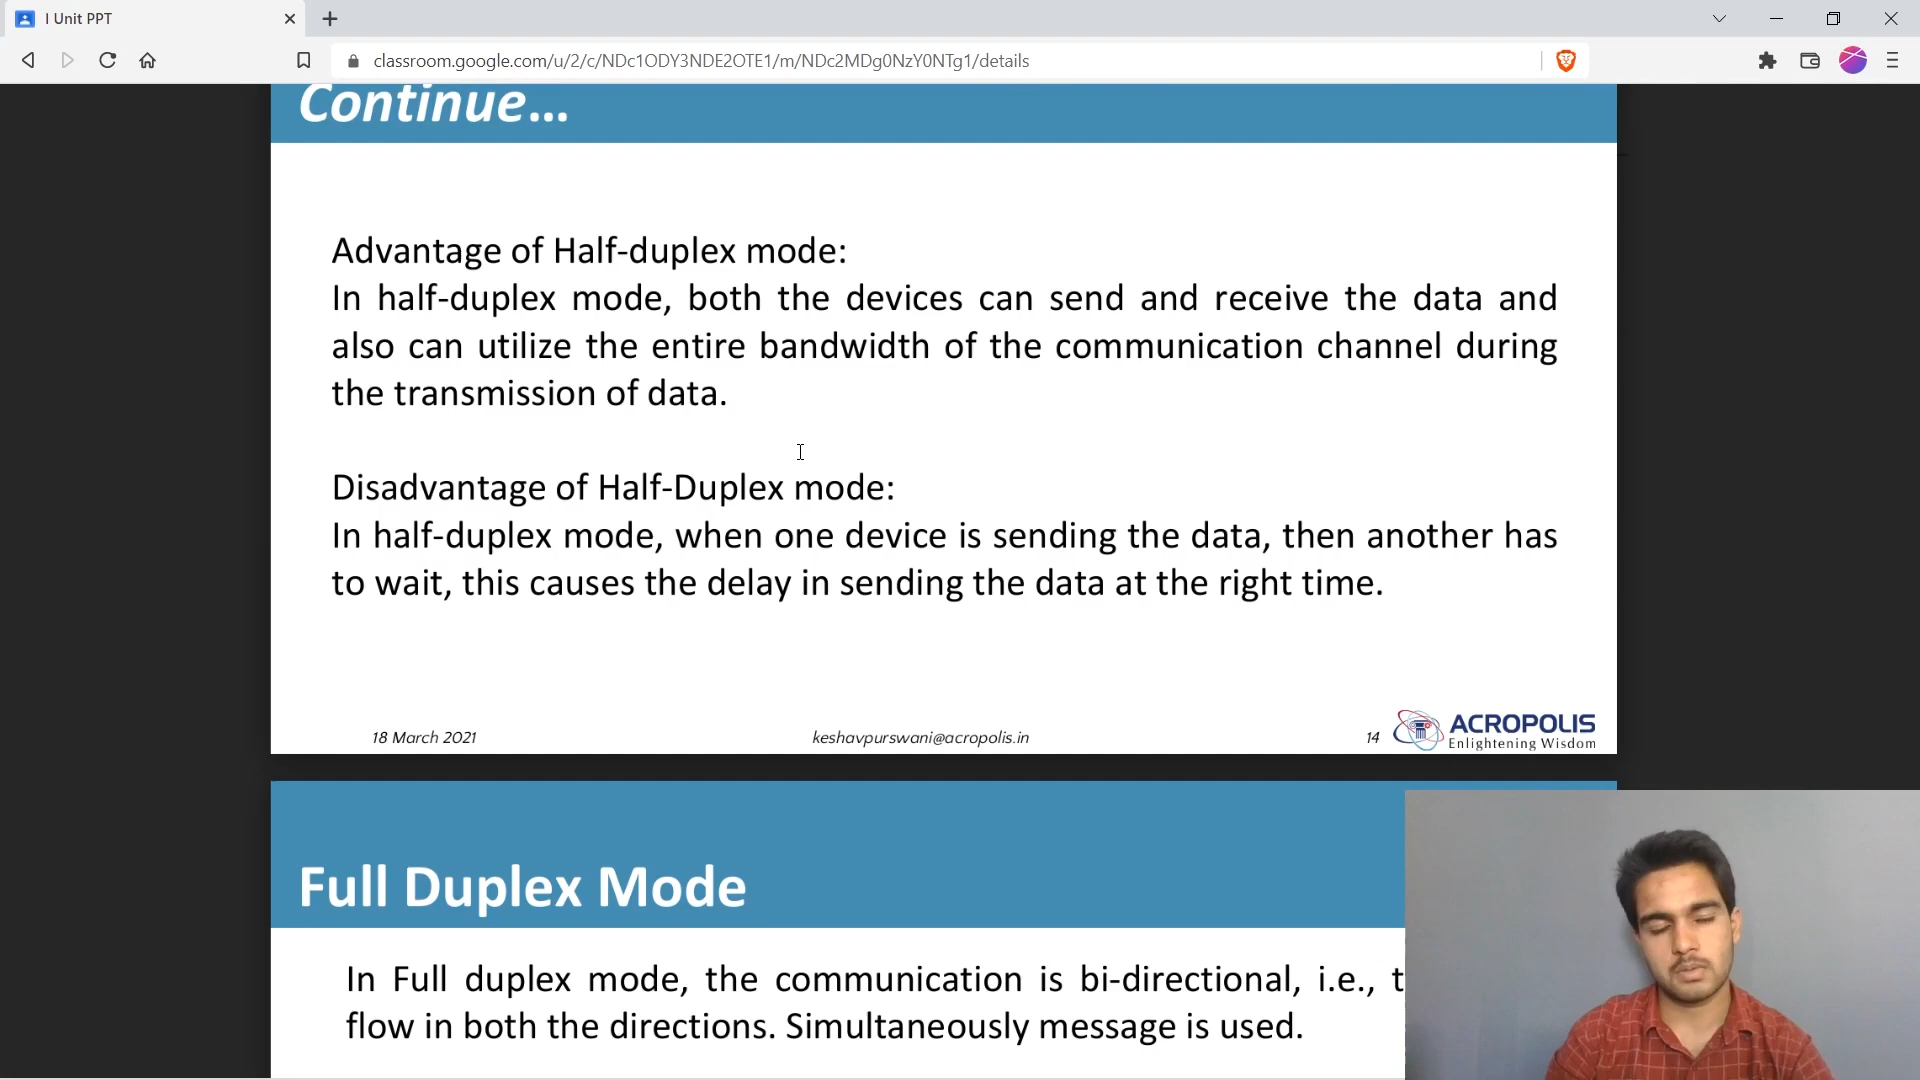 I Unit PPT
classroom.google.com/u/2/c/NDc1ODY3NDE2OTE1/m/NDc2MDg0NzY0NTg1/details
Continue…
Advantage of Half-duplex mode:
In half-duplex mode, both the devices can send and receive the data and
also can utilize the entire bandwidth of the communication channel during
the transmission of data.
Disadvantage of Half-Duplex mode:
In half-duplex mode, when one device is sending the data, then another has
to wait, this causes the delay in sending the data at the right time.
18 March 2021
keshavpurswani@acropolis.in
14
ACROPOLIS
Enlightening Wisdom
Full Duplex Mode
In Full duplex mode, the communication is bi-directional, i.e., t
flow in both the directions. Simultaneously message is used.